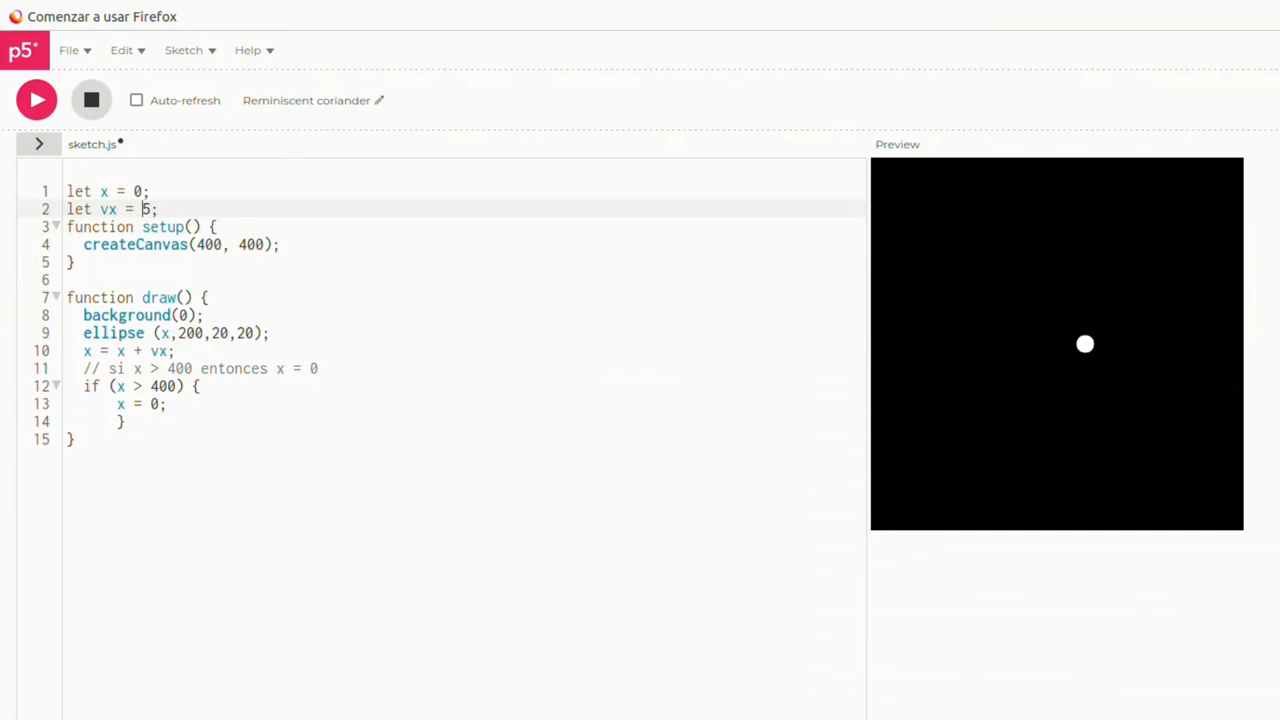 Comenzar a usar Firefox
p5* File Edit Sketch Help
Auto-refresh Reminiscent coriander
sketch.js Preview
1 let x = 0;
2 let vx = 5;
3 function setup() {
4 createCanvas(400, 400);
5 }
6
7 function draw() {
8 background(0);
9 ellipse (x,200,20,20);
10 x = x + vx;
11 // si x > 400 entonces x = 0
12 if (x > 400) {
13 x = 0;
14 }
15 }